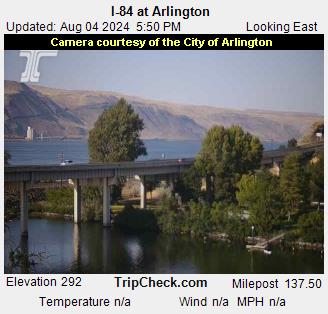 I-84 at Arlington
Updated: Aug 04 2024 5:50 PM Looking East
Camera courtesy of the City of Arlington
Elevation 292 TripCheck.com Milepost 137.50
Temperature n/a Wind n/a MPH n/a